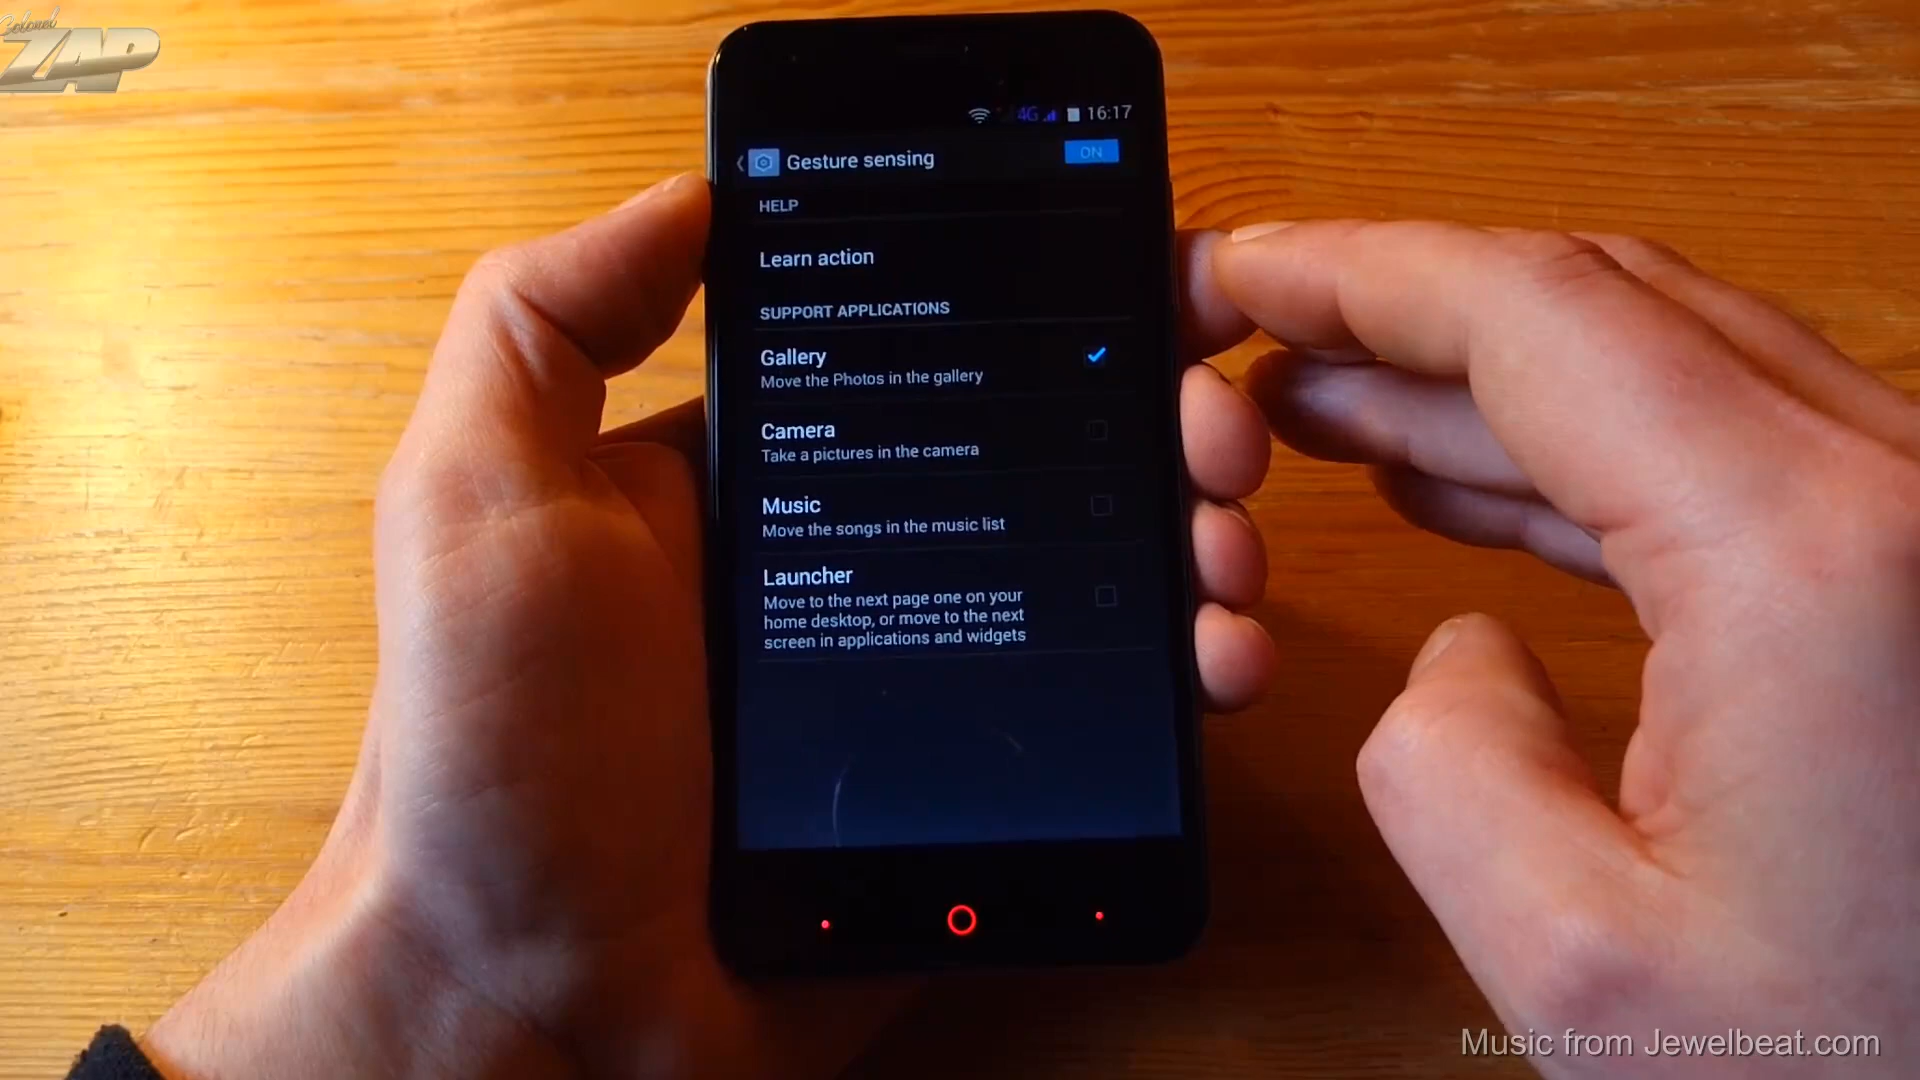 Colonel
ZAP
4G 16:17
Gesture sensing
ON
HELP
Learn action
SUPPORT APPLICATIONS
Gallery
Move the Photos in the gallery
Camera
Take a pictures in the camera
Music
Move the songs in the music list
Launcher
Move to the next page one on your
home desktop, or move to the next
screen in applications and widgets
Music from Jewelbeat.com